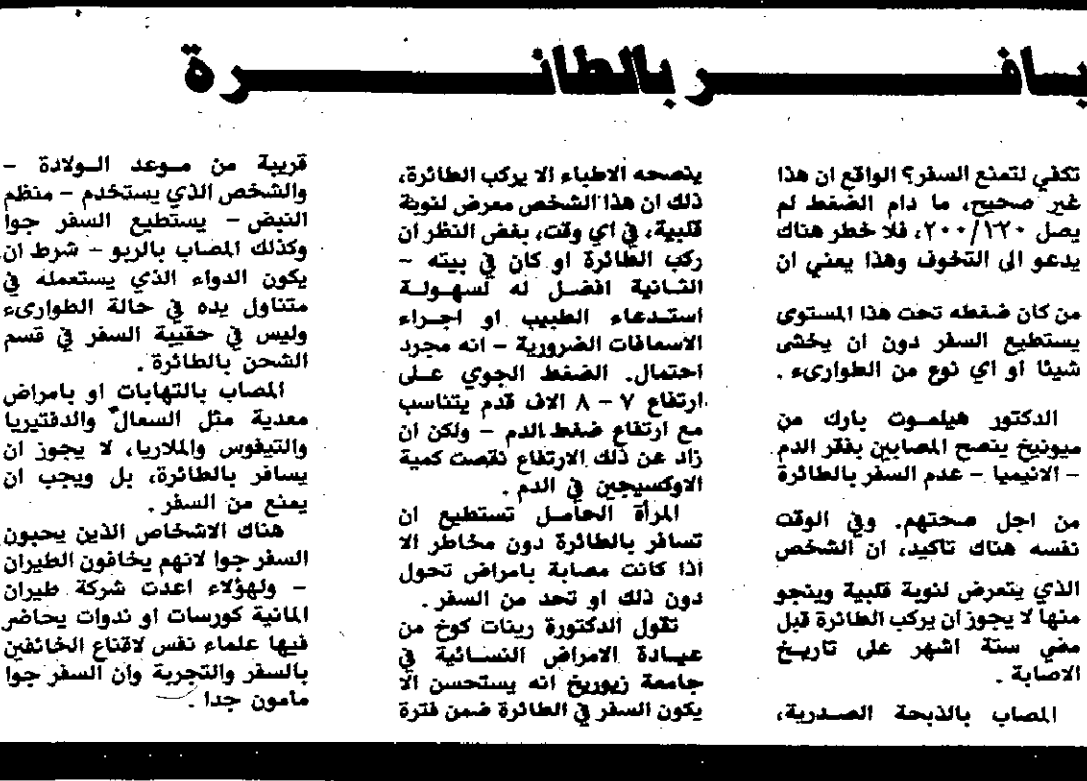 يسافر بالطائرة
تكفي لتمنع السفر؟ الواقع ان هذا
غير صحيح، ما دام الضغط لم
يصل ٢٠٠/١٢٠، فلا خطر هناك
يدعو الى التخوف وهذا يعني ان
من كان ضغطه تحت هذا المستوى
يستطيع السفر دون ان يخشى
شيئا او اي نوع من الطوارىء .
الدكتور هيلموت بارك من
ميونيخ ينصح المصابين بفقر الدم
– الانيميا – عدم السفر بالطائرة
من اجل صحتهم. وفي الوقت
نفسه هناك تاكيد، ان الشخص
الذي يتعرض لنوبة قلبية وينجو
منها لا يجوز ان يركب الطائرة قبل
مضي ستة اشهر على تاريخ
الاصابة .
المصاب بالذبحة الصدرية،
ينصحه الاطباء الا يركب الطائرة،
ذلك ان هذا الشخص معرض لنوبة
قلبية، في اي وقت، بغض النظر ان
ركب الطائرة او كان في بيته –
الثانية افضل له لسهولة
استدعاء الطبيب او اجراء
الاسعافات الضرورية – انه مجرد
احتمال. الضغط الجوي على
ارتفاع ٧ – ٨ الاف قدم يتناسب
مع ارتفاع ضغط الدم – ولكن ان
زاد عن ذلك الارتفاع نقصت كمية
الاوكسيجين في الدم .
المرأة الحامل تستطيع ان
تسافر بالطائرة دون مخاطر الا
اذا كانت مصابة بامراض تحول
دون ذلك او تحد من السفر .
تقول الدكتورة رينات كوخ من
عيادة الامراض النسائية في
جامعة زيوريخ انه يستحسن الا
يكون السفر في الطائرة ضمن فترة
قريبة من موعد الولادة –
والشخص الذي يستخدم – منظم
النبض – يستطيع السفر جوا
وكذلك المصاب بالربو – شرط ان
يكون الدواء الذي يستعمله في
متناول يده في حالة الطوارىء
وليس في حقيبة السفر في قسم
الشحن بالطائرة .
المصاب بالتهابات او بامراض
معدية مثل السعال والدفتيريا
والتيفوس والملاريا، لا يجوز ان
يسافر بالطائرة، بل ويجب ان
يمنع من السفر .
هناك الاشخاص الذين يحبون
السفر جوا لانهم يخافون الطيران
– ولهؤلاء اعدت شركة طيران
المانية كورسات او ندوات يحاضر
فيها علماء نفس لاقناع الخائفين
بالسفر والتجربة وان السفر جوا
مامون جدا .